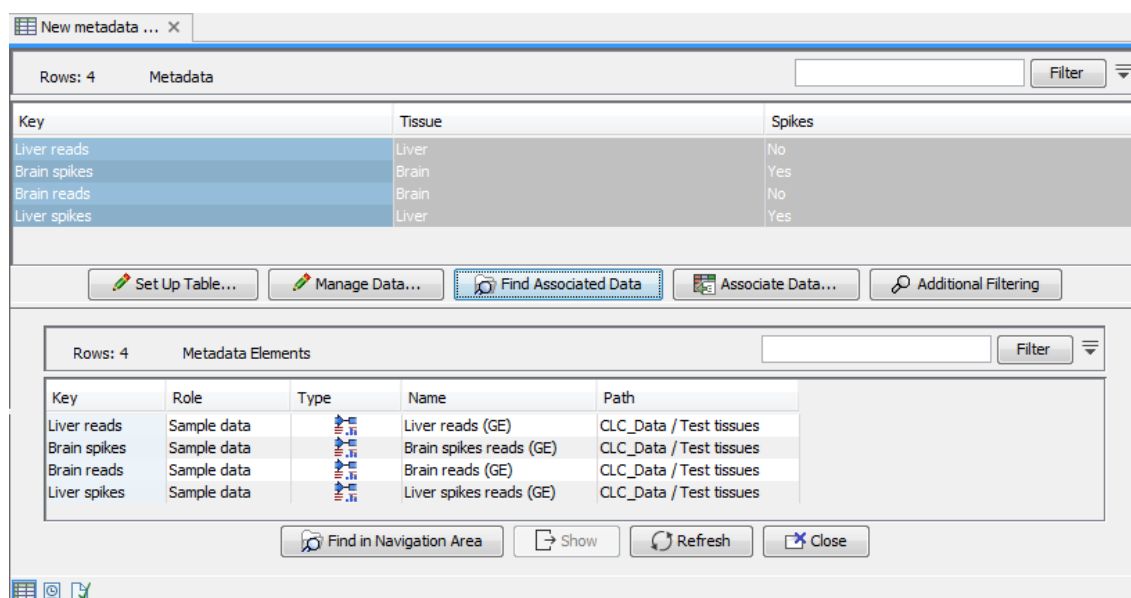 New metadata ...
Rows: 4 Metadata Filter
Key Tissue Spikes
Liver reads Liver No
Brain spikes Brain Yes
Brain reads Brain No
Liver spikes Liver Yes
Set Up Table... Manage Data... Find Associated Data Associate Data... Additional Filtering
Rows: 4 Metadata Elements Filter
Key Role Type Name Path
Liver reads Sample data Liver reads (GE) CLC_Data / Test tissues
Brain spikes Sample data Brain spikes reads (GE) CLC_Data / Test tissues
Brain reads Sample data Brain reads (GE) CLC_Data / Test tissues
Liver spikes Sample data Liver spikes reads (GE) CLC_Data / Test tissues
Find in Navigation Area Show Refresh Close